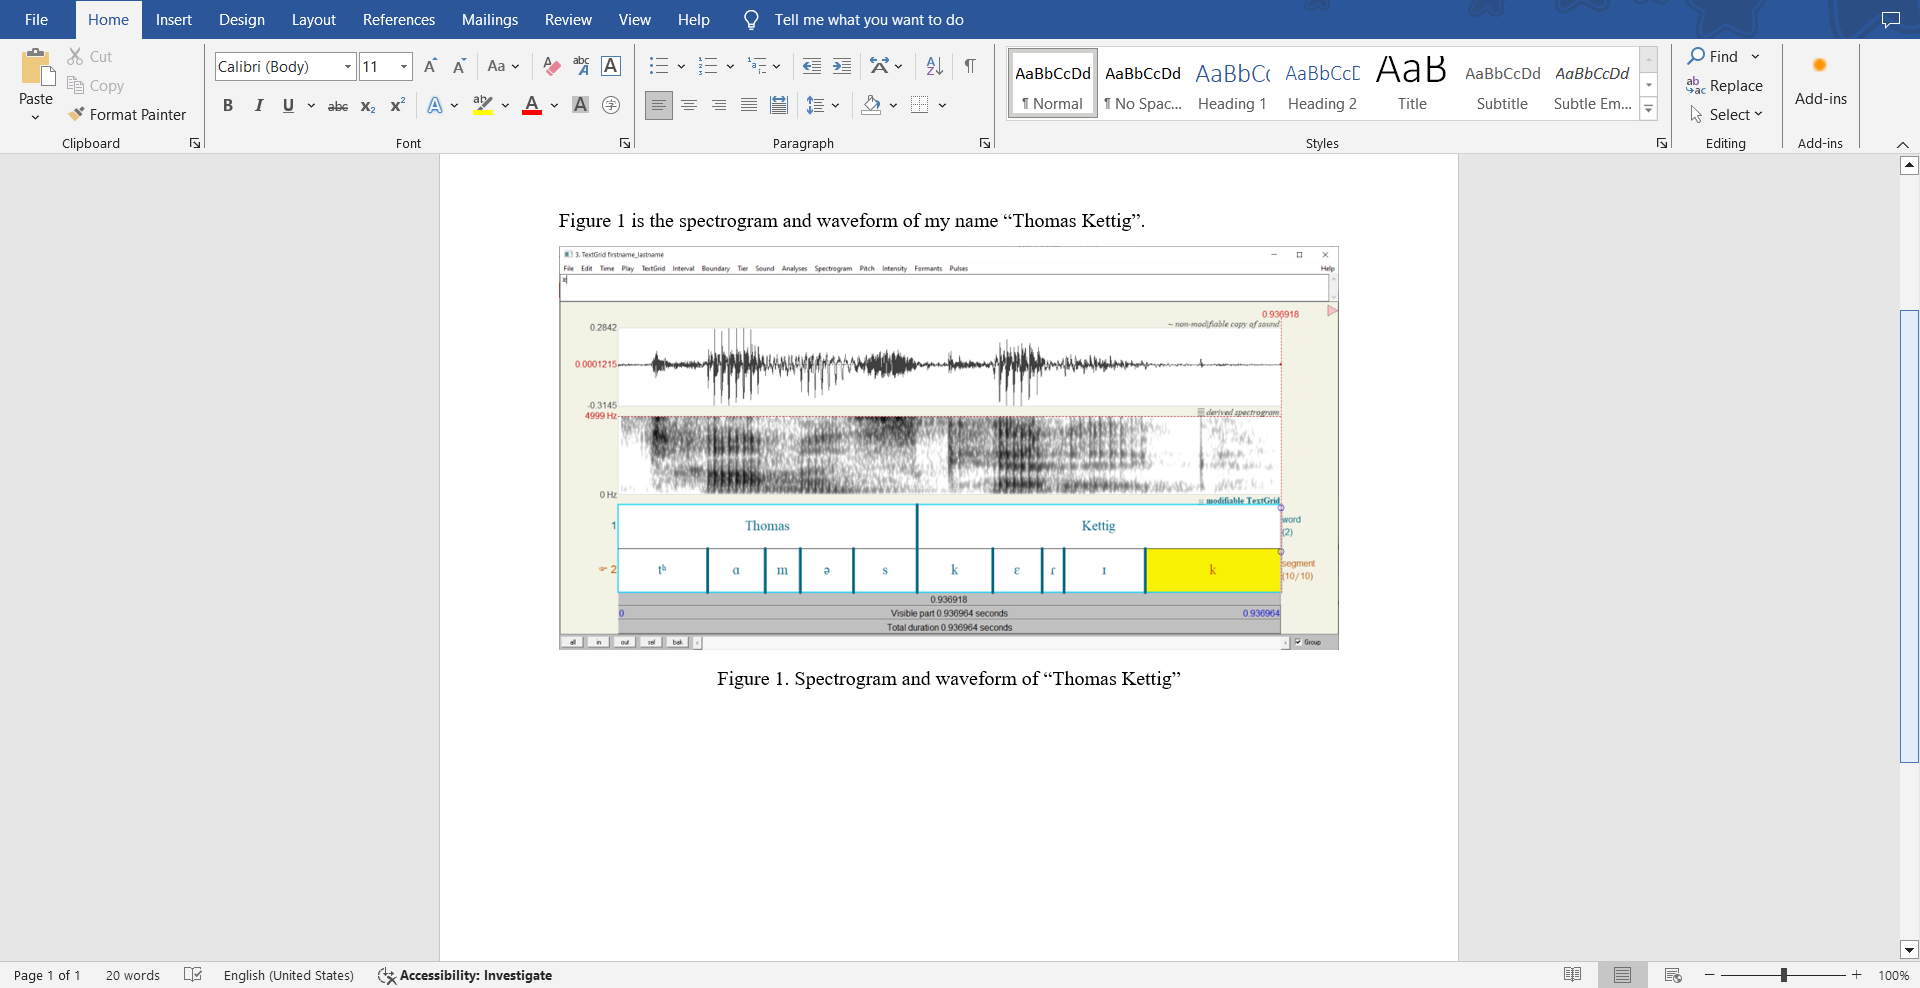 File Home Insert Design Layout References Mailings Review View Help Tell me what you want to do
Paste
Cut
Copy
Format Painter
Clipboard
Calibri (Body) 11
Font
Paragraph
AaBbCcDd AaBbCcDd AaBbCc AaBbCcD AaB AaBbCcDd AaBbCcDd
¶ Normal ¶ No Spac... Heading 1 Heading 2 Title Subtitle Subtle Em...
Styles
Find
Replace
Select
Editing
Add-ins
Add-ins
Figure 1 is the spectrogram and waveform of my name “Thomas Kettig”.
3. TextGrid firstname_lastname
File Edit Time Play TextGrid Interval Boundary Tier Sound Analyses Spectrogram Pitch Intensity Formants Pulses Help
k
0.936918
~ non-modifiable copy of sound
0.2842
0.0001215
-0.3145
4999 Hz
derived spectrogram
0 Hz
modifiable TextGrid
1 Thomas Kettig word (2)
2 tʰ ɑ m ə s k ɛ ɾ ɪ k segment (10/10)
0.936918
0 Visible part 0.936964 seconds 0.936964
Total duration 0.936964 seconds
all in out sel bak Group
Figure 1. Spectrogram and waveform of “Thomas Kettig”
Page 1 of 1 20 words English (United States) Accessibility: Investigate 100%